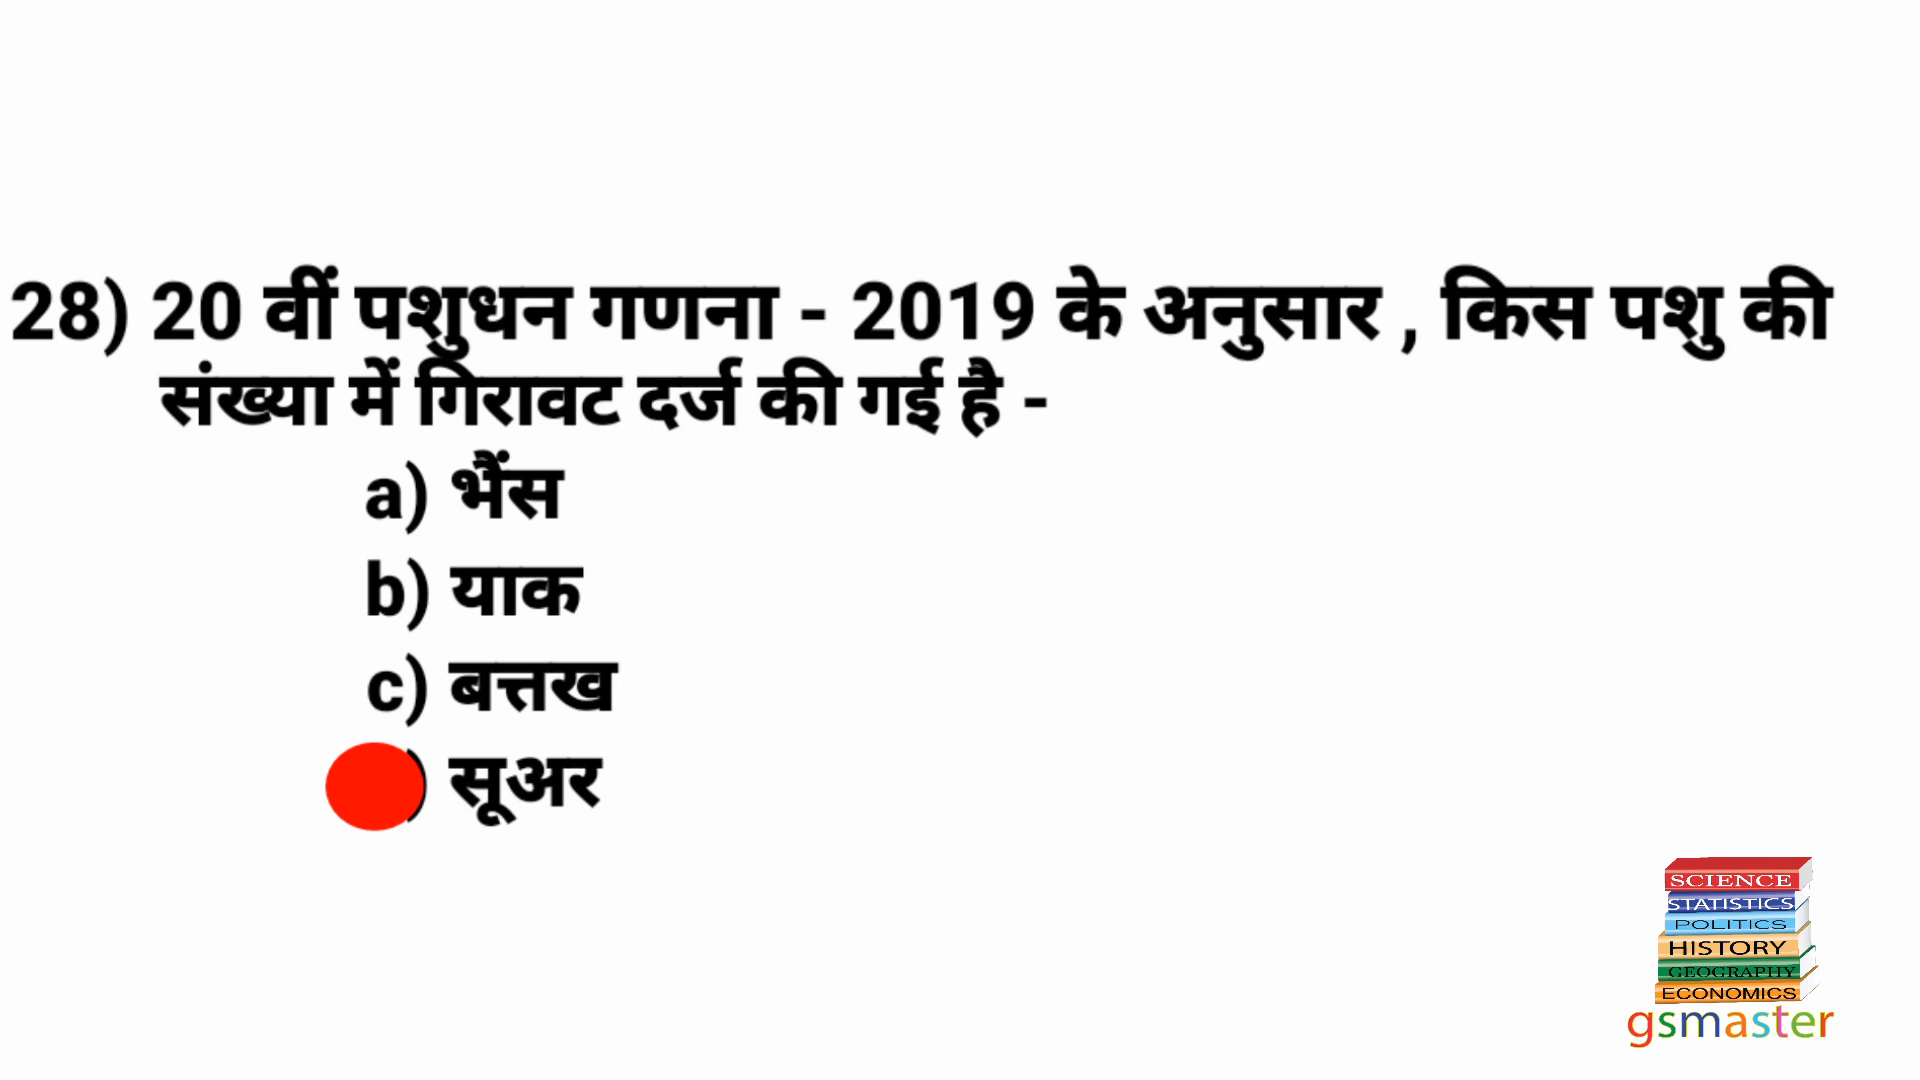 28) 20 वीं पशुधन गणना - 2019 के अनुसार , किस पशु की
संख्या में गिरावट दर्ज की गई है -
a) भैंस
b) याक
c) बत्तख
) सूअर
SCIENCE
STATISTICS
POLITICS
HISTORY
GEOGRAPHY
ECONOMICS
gsmaster